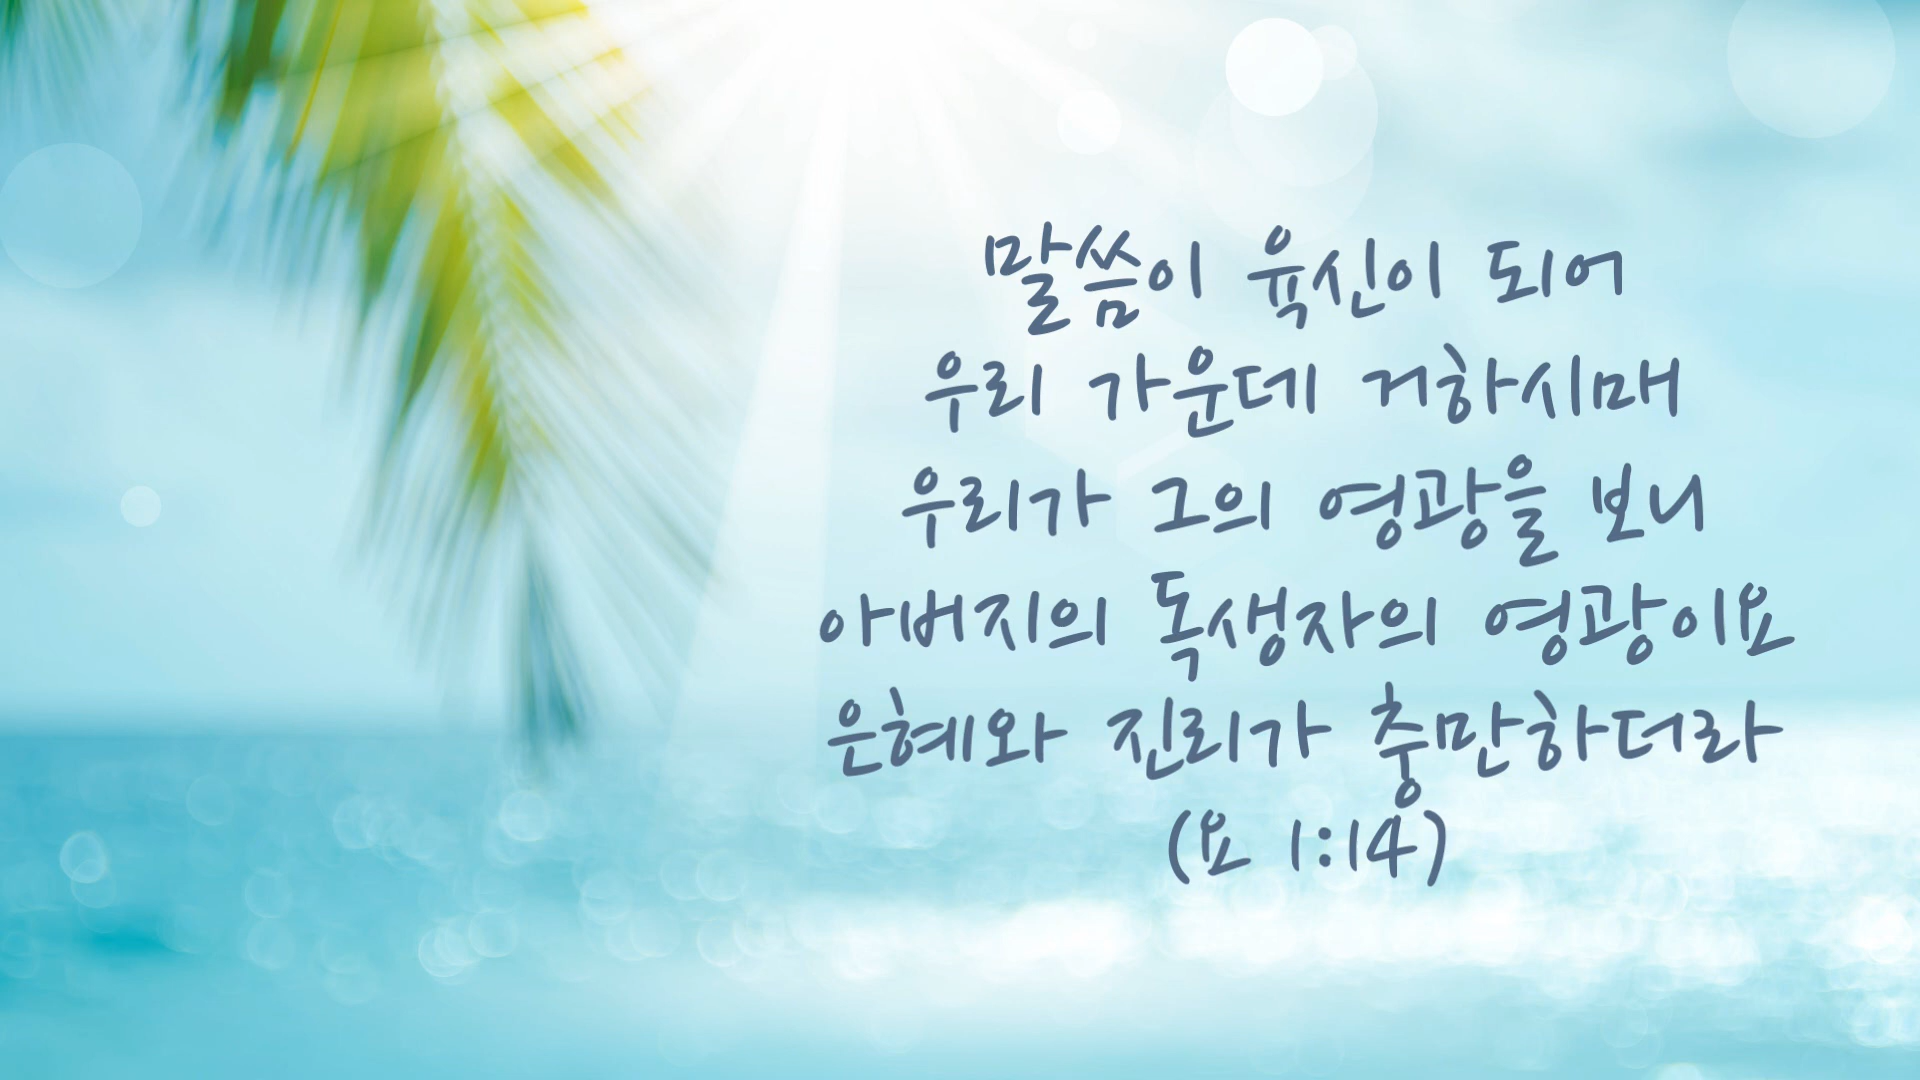 말씀이 육신이 되어
우리 가운데 거하시매
우리가 그의 영광을 보니
아버지의 독생자의 영광이요
은혜와 진리가 충만하더라
(요 1:14)